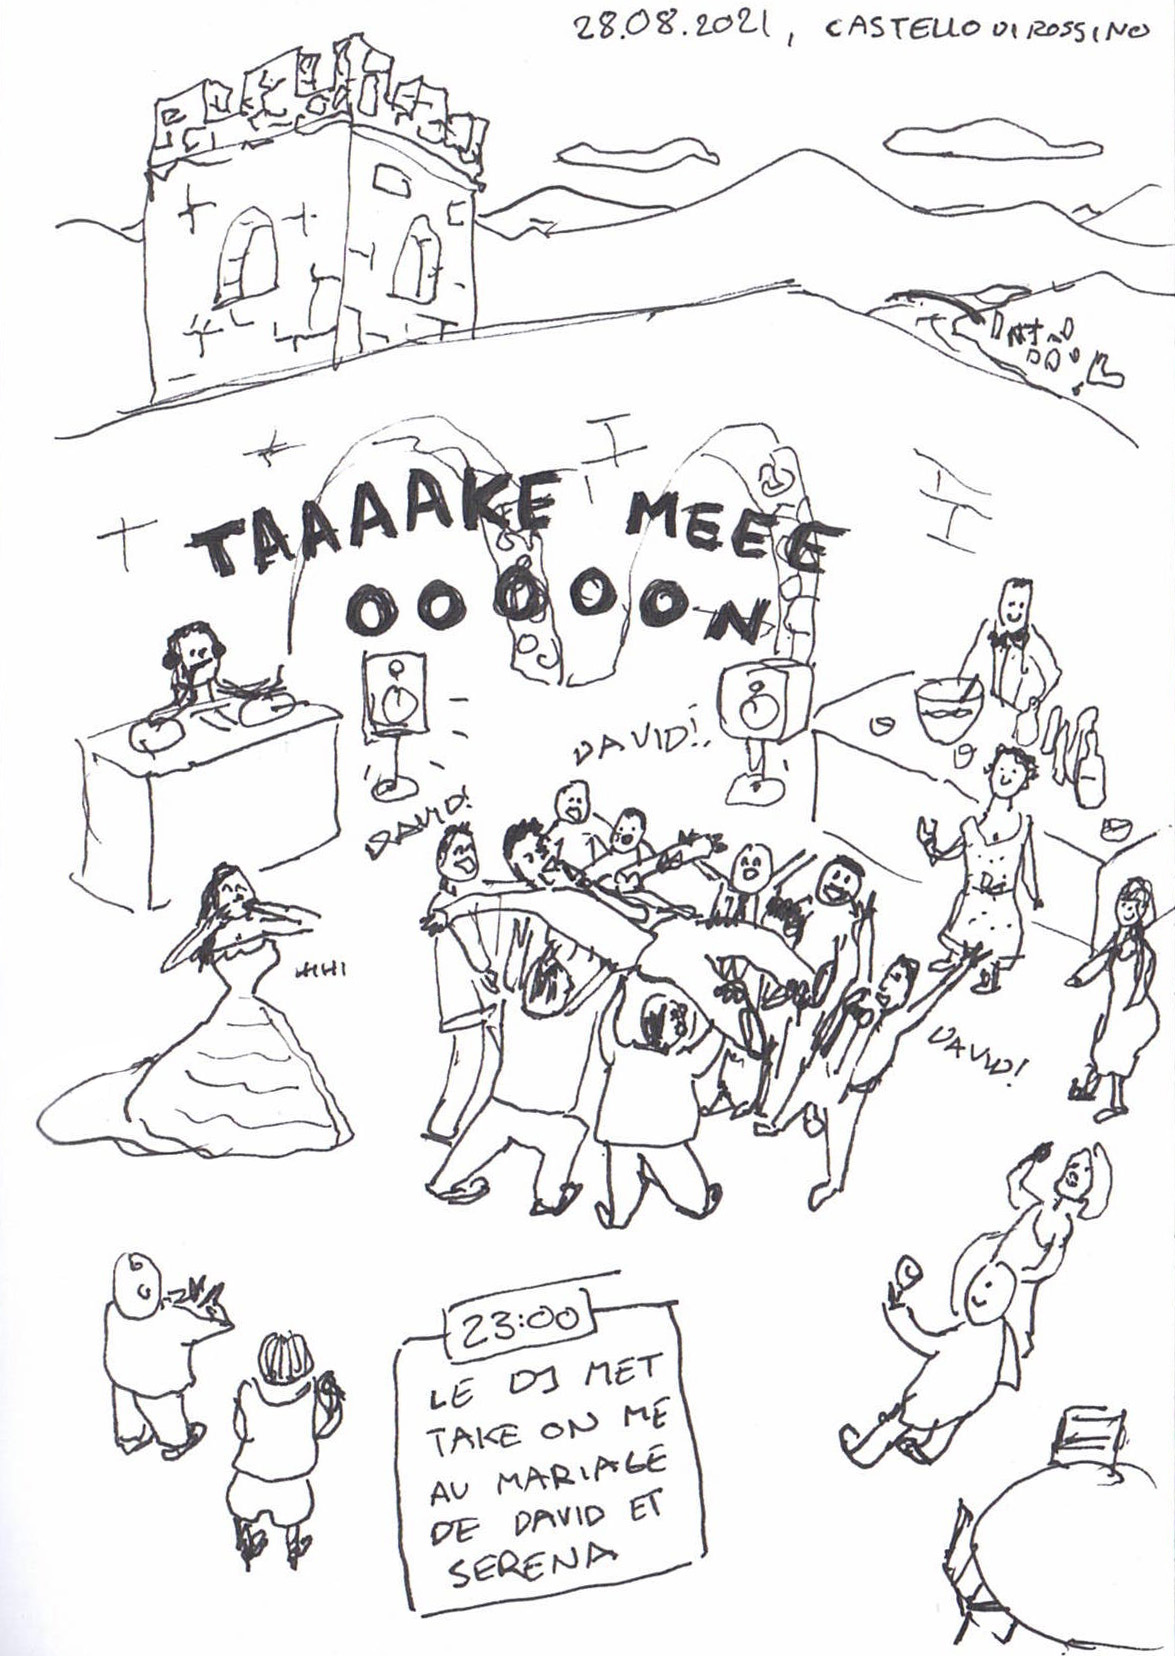 28.08.2021, CASTELLO DI ROSSINO
TAAAAKE MEEE
OOOOON
DAVID!
DAVID!
HIHI
DAVID!
23:00
LE DJ MET
TAKE ON ME
AU MARIAGE
DE DAVID ET
SERENA